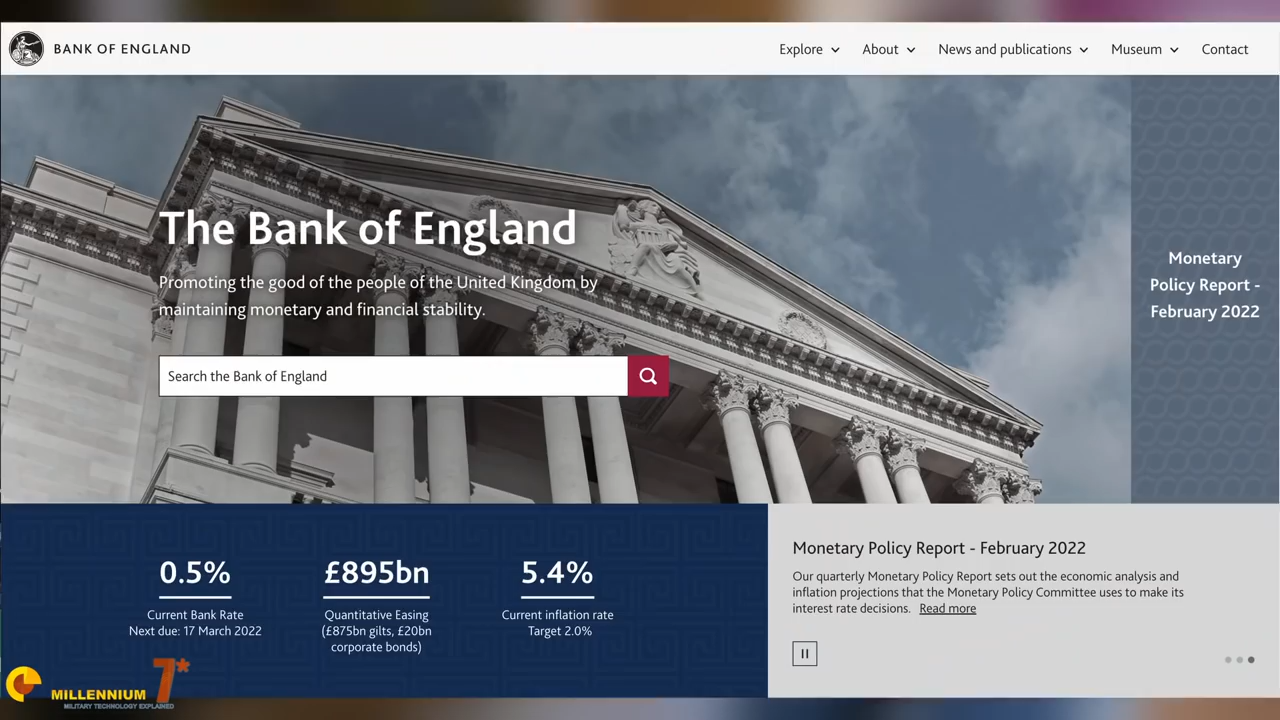 BANK OF ENGLAND
Explore
About
News and publications
Museum
Contact
The Bank of England
Promoting the good of the people of the United Kingdom by
maintaining monetary and financial stability.
Search the Bank of England
Monetary
Policy Report -
February 2022
0.5%
Current Bank Rate
Next due: 17 March 2022
£895bn
Quantitative Easing
(£875bn gilts, £20bn
corporate bonds)
5.4%
Current inflation rate
Target 2.0%
Monetary Policy Report - February 2022
Our quarterly Monetary Policy Report sets out the economic analysis and
inflation projections that the Monetary Policy Committee uses to make its
interest rate decisions. Read more
MILLENNIUM 7*
MILITARY TECHNOLOGY EXPLAINED